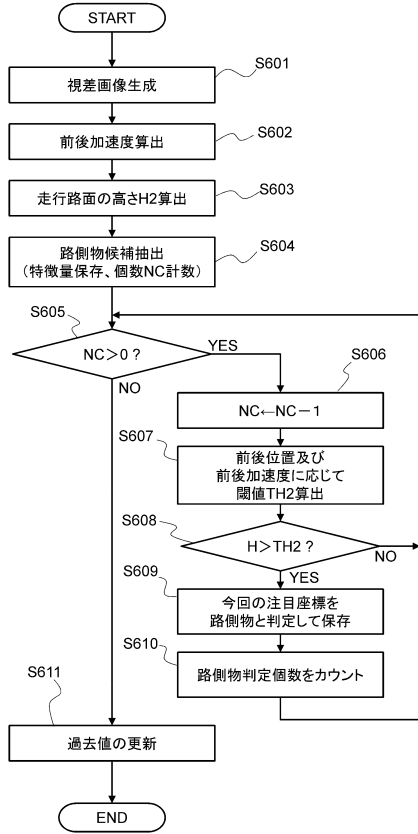 START
S601
視差画像生成
S602
前後加速度算出
S603
走行路面の高さH2算出
S604
路側物候補抽出
（特徴量保存、個数NC計数）
S605
NC＞0？
YES
NO
S606
NC←NC－1
S607
前後位置及び
前後加速度に応じて
閾値TH2算出
S608
H＞TH2？
NO
YES
S609
今回の注目座標を
路側物と判定して保存
S610
路側物判定個数をカウント
S611
過去値の更新
END